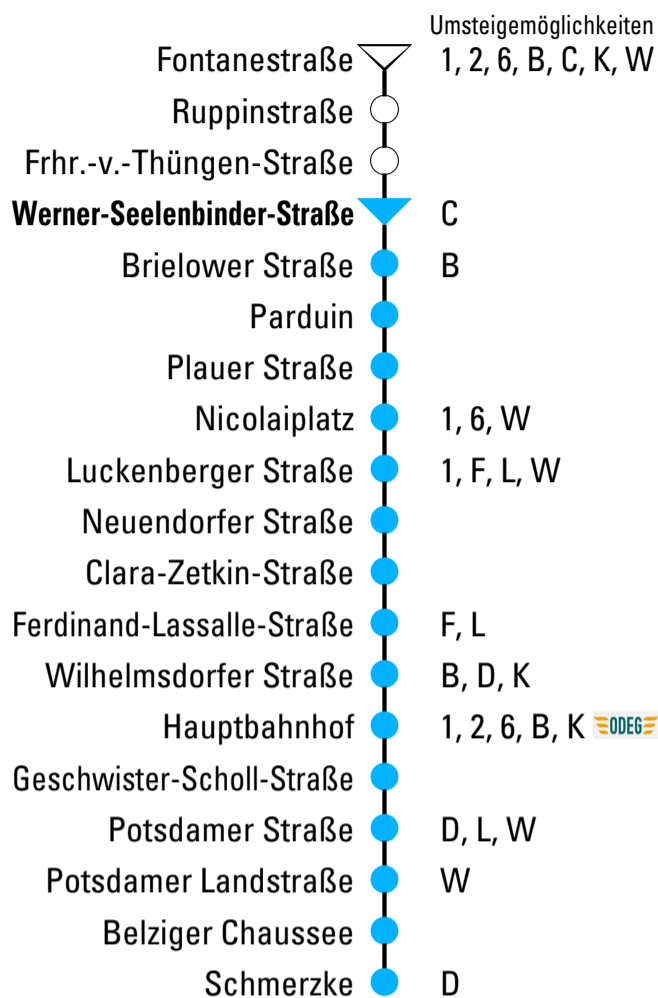 Umsteigemöglichkeiten
Fontanestraße 1, 2, 6, B, C, K, W
Ruppinstraße
Frhr.-v.-Thüngen-Straße
Werner-Seelenbinder-Straße C
Brielower Straße B
Parduin
Plauer Straße
Nicolaiplatz 1, 6, W
Luckenberger Straße 1, F, L, W
Neuendorfer Straße
Clara-Zetkin-Straße
Ferdinand-Lassalle-Straße F, L
Wilhelmsdorfer Straße B, D, K
Hauptbahnhof 1, 2, 6, B, K ODEG
Geschwister-Scholl-Straße
Potsdamer Straße D, L, W
Potsdamer Landstraße W
Belziger Chaussee
Schmerzke D